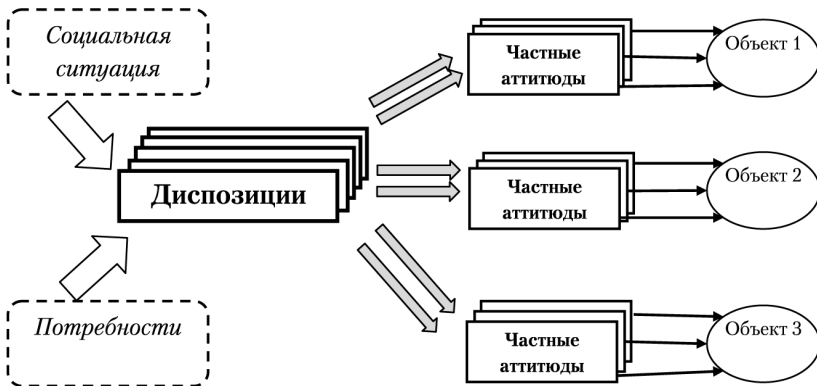 Социальная
ситуация
Потребности
Диспозиции
Частные
аттитюды
Объект 1
Частные
аттитюды
Объект 2
Частные
аттитюды
Объект 3